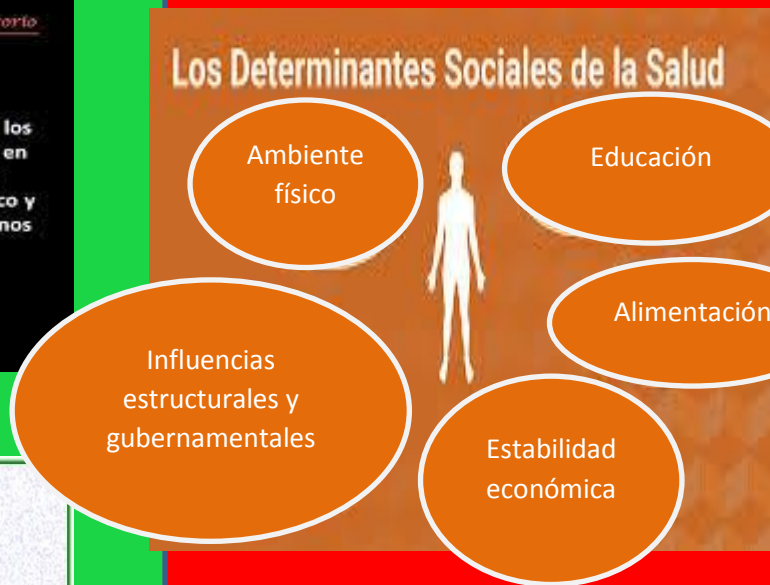 torio
los
en
co y
nos
Los Determinantes Sociales de la Salud
Ambiente
físico
Educación
Alimentación
Influencias
estructurales y
gubernamentales
Estabilidad
económica